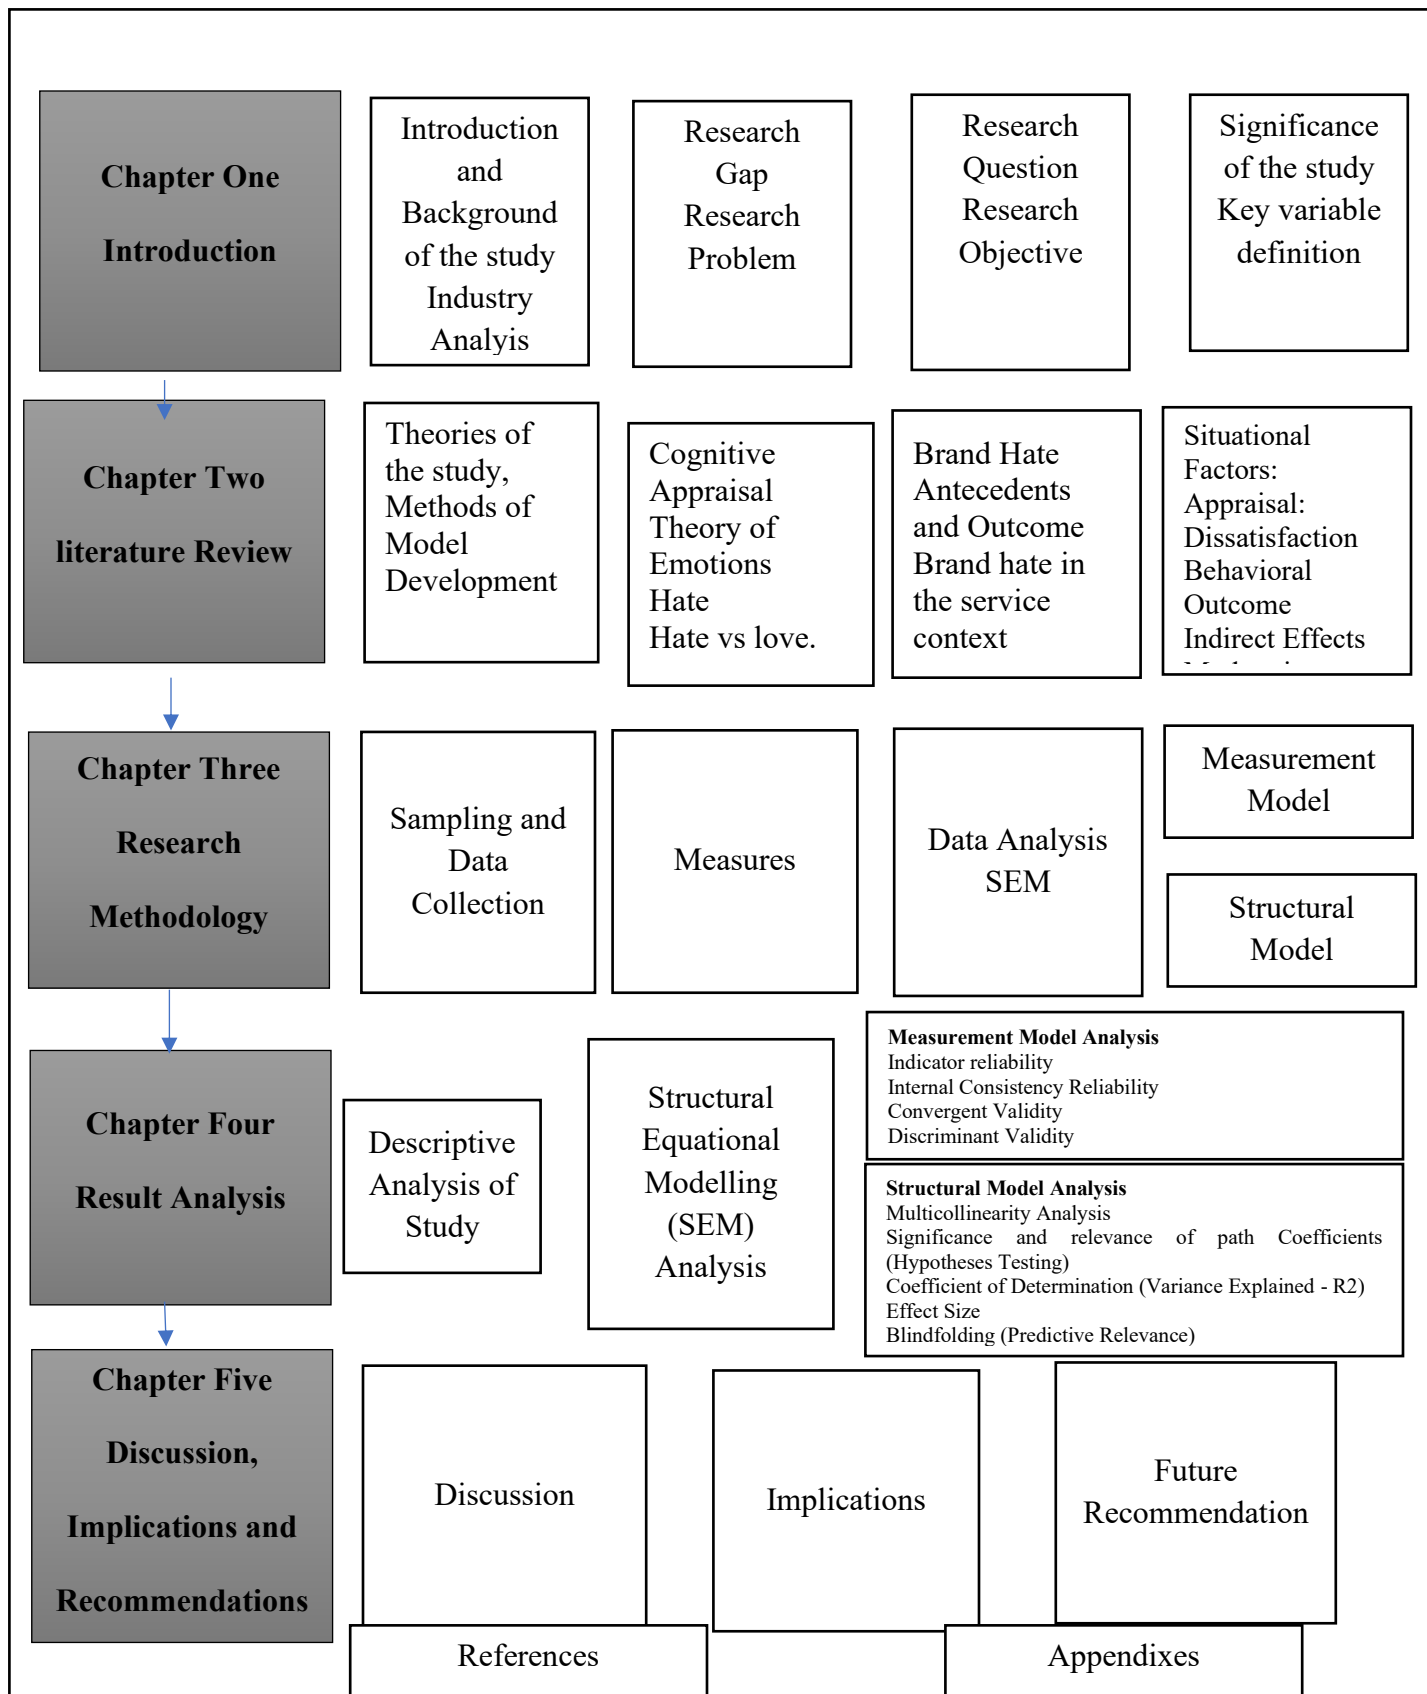 Chapter One
Introduction
Introduction
and
Background
of the study
Industry
Analyis
Research
Gap
Research
Problem
Research
Question
Research
Objective
Significance
of the study
Key variable
definition
Chapter Two
literature Review
Theories of
the study,
Methods of
Model
Development
Cognitive
Appraisal
Theory of
Emotions
Hate
Hate vs love.
Brand Hate
Antecedents
and Outcome
Brand hate in
the service
context
Situational
Factors:
Appraisal:
Dissatisfaction
Behavioral
Outcome
Indirect Effects
Chapter Three
Research
Methodology
Sampling and
Data
Collection
Measures
Data Analysis
SEM
Measurement
Model
Structural
Model
Chapter Four
Result Analysis
Descriptive
Analysis of
Study
Structural
Equational
Modelling
(SEM)
Analysis
Measurement Model Analysis
Indicator reliability
Internal Consistency Reliability
Convergent Validity
Discriminant Validity
Structural Model Analysis
Multicollinearity Analysis
Significance and relevance of path Coefficients
(Hypotheses Testing)
Coefficient of Determination (Variance Explained - R2)
Effect Size
Blindfolding (Predictive Relevance)
Chapter Five
Discussion,
Implications and
Recommendations
Discussion
Implications
Future
Recommendation
References
Appendixes